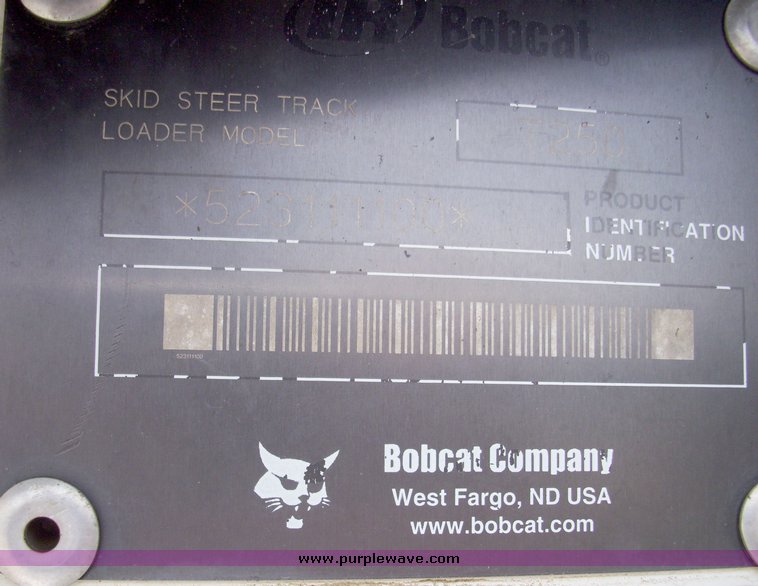 IR Bobcat®
SKID STEER TRACK
LOADER MODEL
T250
*523111100*
PRODUCT
IDENTIFICATION
NUMBER
523111100
Bobcat Company
West Fargo, ND USA
www.bobcat.com
www.purplewave.com